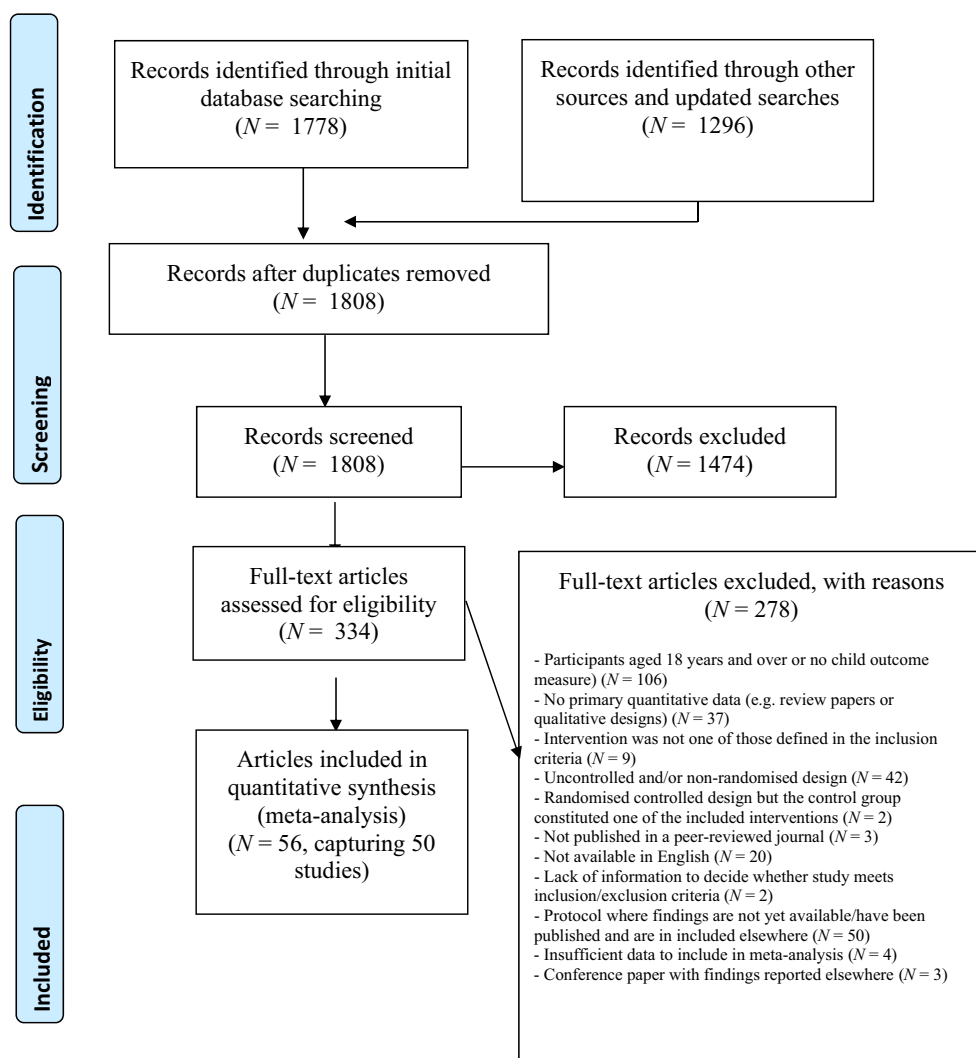 Identification
Records identified through initial
database searching
(N = 1778)
Records identified through other
sources and updated searches
(N = 1296)
Records after duplicates removed
(N = 1808)
Screening
Records screened
(N = 1808)
Records excluded
(N = 1474)
Eligibility
Full-text articles
assessed for eligibility
(N = 334)
Full-text articles excluded, with reasons
(N = 278)
- Participants aged 18 years and over or no child outcome
measure) (N = 106)
- No primary quantitative data (e.g. review papers or
qualitative designs) (N = 37)
- Intervention was not one of those defined in the inclusion
criteria (N = 9)
- Uncontrolled and/or non-randomised design (N = 42)
- Randomised controlled design but the control group
constituted one of the included interventions (N = 2)
- Not published in a peer-reviewed journal (N = 3)
- Not available in English (N = 20)
- Lack of information to decide whether study meets
inclusion/exclusion criteria (N = 2)
- Protocol where findings are not yet available/have been
published and are in included elsewhere (N = 50)
- Insufficient data to include in meta-analysis (N = 4)
- Conference paper with findings reported elsewhere (N = 3)
Included
Articles included in
quantitative synthesis
(meta-analysis)
(N = 56, capturing 50
studies)